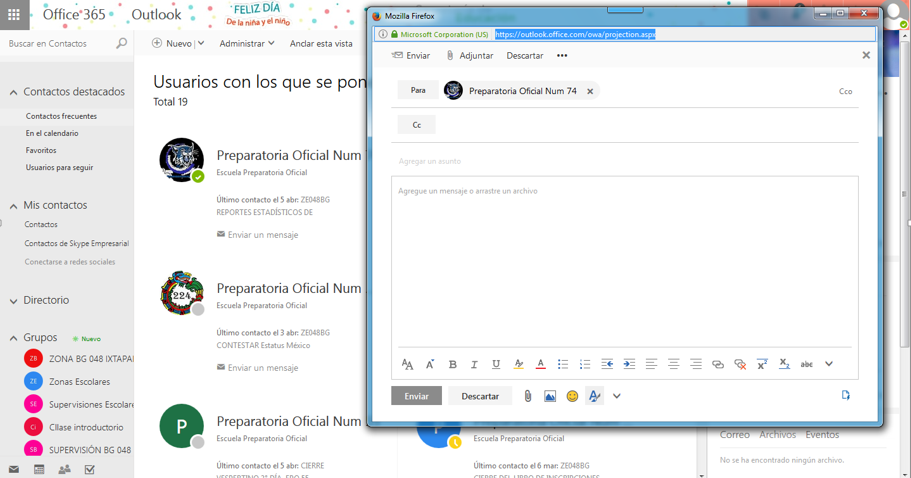 Office 365
Outlook
FELIZ DÍA
De la niña y el niño
Buscar en Contactos
Nuevo
Administrar
Andar esta vista
Contactos destacados
Contactos frecuentes
En el calendario
Favoritos
Usuarios para seguir
Mis contactos
Contactos
Contactos de Skype Empresarial
Conectarse a redes sociales
Directorio
Grupos
Nuevo
ZB ZONA BG 048 IXTAPA
ZE Zonas Escolares
SE Supervisiones Escolare
Ci Cllase introductorio
SB SUPERVISIÓN BG 048
Usuarios con los que se pon
Total 19
Preparatoria Oficial Num
Escuela Preparatoria Oficial
Último contacto el 5 abr: ZE048BG
REPORTES ESTADÍSTICOS DE
Enviar un mensaje
224
Preparatoria Oficial Num
Escuela Preparatoria Oficial
Último contacto el 3 abr: ZE048BG
CONTESTAR Estatus México
Enviar un mensaje
P
Preparatoria Oficial Num
Escuela Preparatoria Oficial
Último contacto el 5 abr: CIERRE
Mozilla Firefox
Microsoft Corporation (US)
https://outlook.office.com/owa/projection.aspx
Enviar
Adjuntar
Descartar
Para
Preparatoria Oficial Num 74
Cco
Cc
Agregar un asunto
Agregue un mensaje o arrastre un archivo
Enviar
Descartar
Escuela Preparatoria Oficial
Último contacto el 6 mar: ZE048BG
CIERRE DEL LIBRO DE INSCRIPCIONES
Correo
Archivos
Eventos
No se ha encontrado ningún archivo.